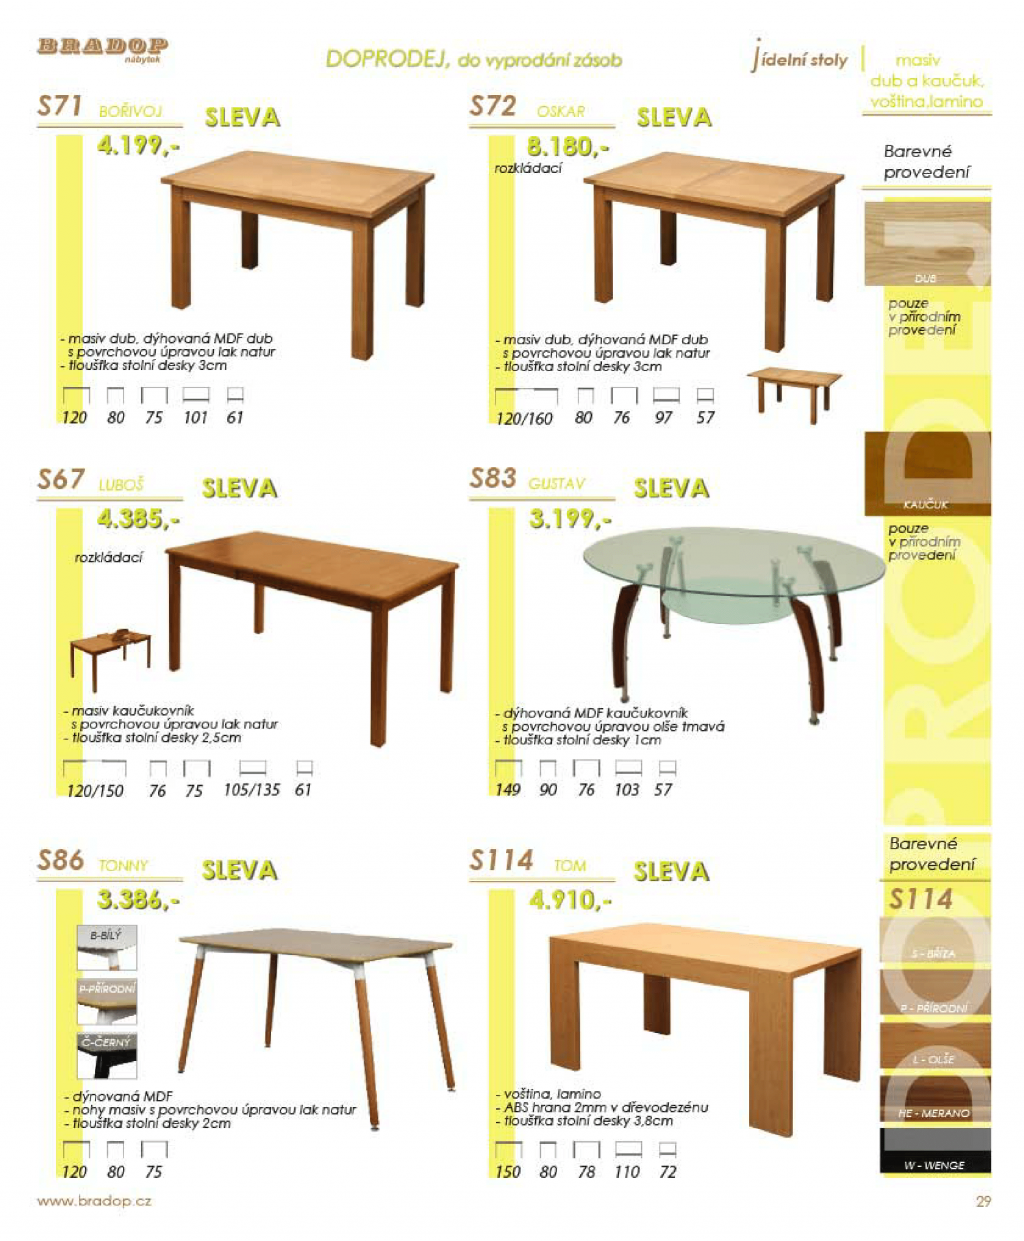 BRADOP
nábytek
DOPRODEJ, do vyprodání zásob
jídelní stoly
masiv
dub a kaučuk,
voština,lamino
S71 BOŘIVOJ SLEVA
4.199,-
- masiv dub, dýhovaná MDF dub
s povrchovou úpravou lak natur
- tloušťka stolní desky 3cm
120 80 75 101 61
S72 OSKAR SLEVA
8.180,-
rozkládací
- masiv dub, dýhovaná MDF dub
s povrchovou úpravou lak natur
- tloušťka stolní desky 3cm
120/160 80 76 97 57
Barevné
provedení
DUB
pouze
v přírodním
provedení
KAUČUK
pouze
v přírodním
provedení
DOPRODEJ
S67 LUBOŠ SLEVA
4.385,-
rozkládací
- masiv kaučukovník
s povrchovou úpravou lak natur
- tloušťka stolní desky 2,5cm
120/150 76 75 105/135 61
S83 GUSTAV SLEVA
3.199,-
- dýhovaná MDF kaučukovník
s povrchovou úpravou olše tmavá
- tloušťka stolní desky 1cm
149 90 76 103 57
S86 TONNY SLEVA
3.386,-
B-BÍLÝ
P-PŘÍRODNÍ
Č-ČERNÝ
- dýnovaná MDF
- nohy masiv s povrchovou úpravou lak natur
- tloušťka stolní desky 2cm
120 80 75
S114 TOM SLEVA
4.910,-
- voština, lamino
- ABS hrana 2mm v dřevodezénu
- tloušťka stolní desky 3,8cm
150 80 78 110 72
Barevné
provedení
S114
S - BŘÍZA
P - PŘÍRODNÍ
L - OLŠE
HE - MERANO
W - WENGE
www.bradop.cz
29